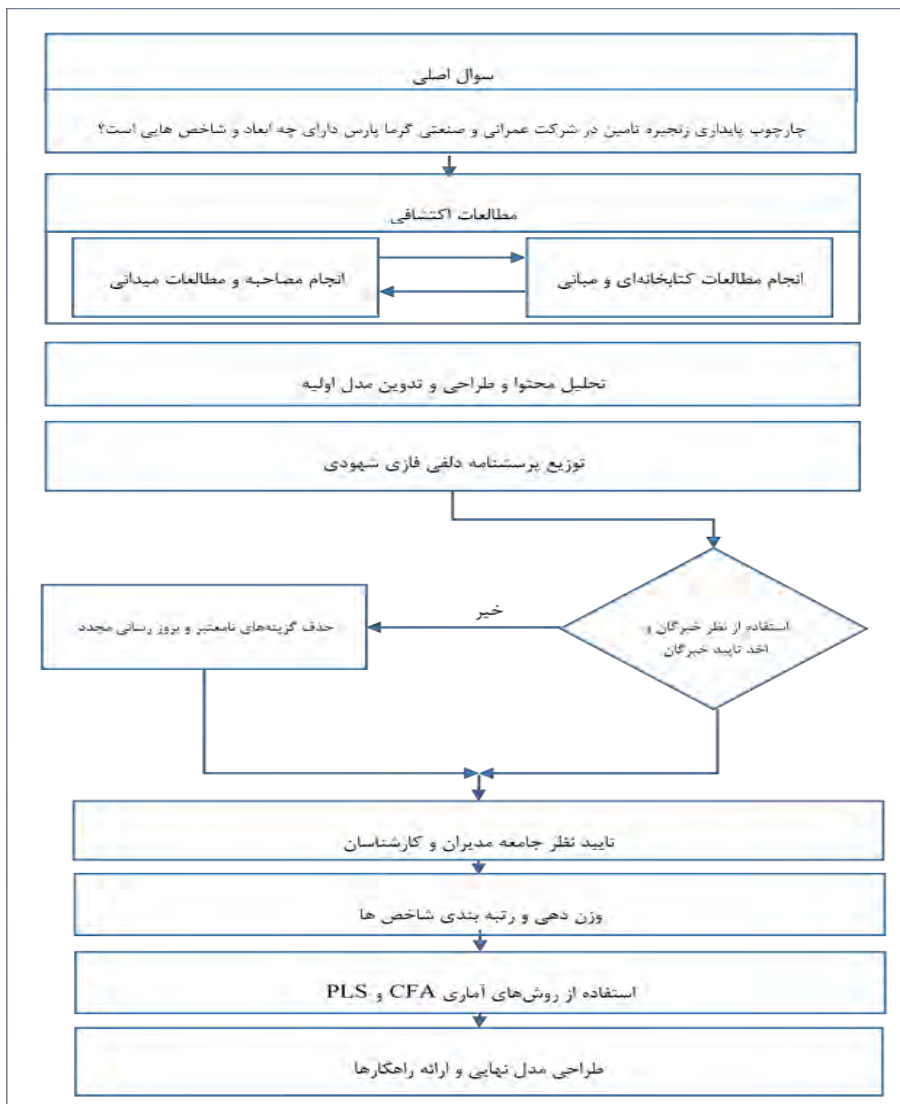 سوال اصلی
چارچوب پایداری زنجیره تامین در شرکت عمرانی و صنعتی گرما پارس دارای چه ابعاد و شاخص هایی است؟
مطالعات اکتشافی
انجام مطالعات کتابخانه‌ای و مبانی
انجام مصاحبه و مطالعات میدانی
تحلیل محتوا و طراحی و تدوین مدل اولیه
توزیع پرسشنامه دلفی فازی شهودی
استفاده از نظر خبرگان و
اخذ تایید خبرگان
خیر
حذف گزینه‌های نامعتبر و بروز رسانی مجدد
تایید نظر جامعه مدیران و کارشناسان
وزن دهی و رتبه بندی شاخص ها
استفاده از روش‌های آماری CFA و PLS
طراحی مدل نهایی و ارائه راهکارها